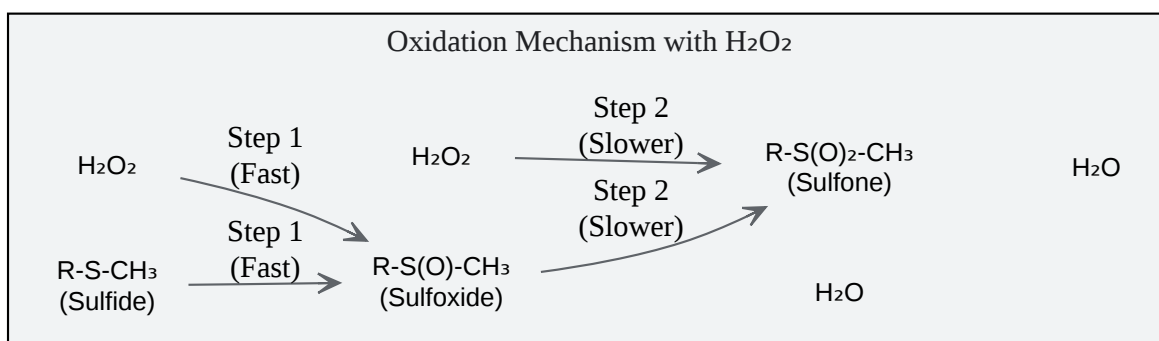 Oxidation Mechanism with H₂O₂
H₂O₂
Step 1
(Fast)
H₂O₂
Step 2
(Slower)
R-S(O)₂-CH₃
(Sulfone)
H₂O
R-S-CH₃
(Sulfide)
Step 1
(Fast)
R-S(O)-CH₃
(Sulfoxide)
Step 2
(Slower)
H₂O